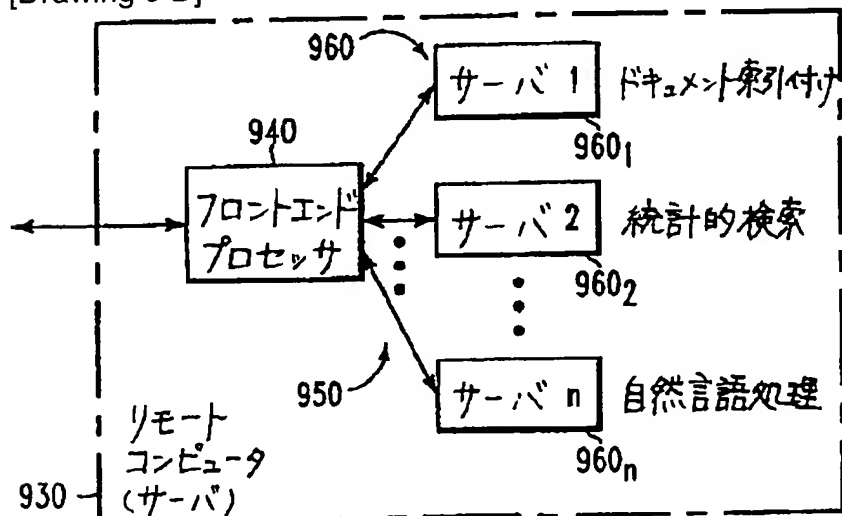 960
サーバ 1 ドキュメント索引付け
960₁
940
フロントエンド
プロセッサ
サーバ 2 統計的検索
960₂
950
サーバ n 自然言語処理
960ₙ
リモート
コンピュータ
(サーバ)
930